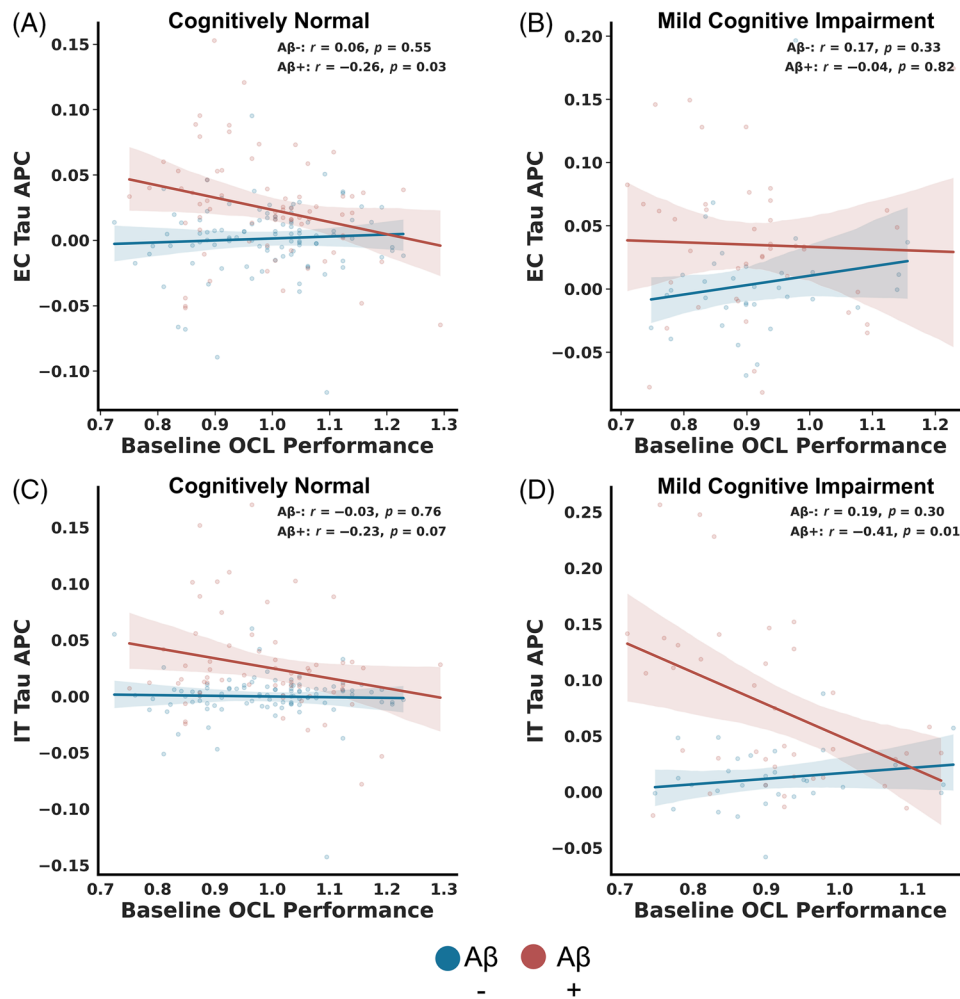 (A)
Cognitively Normal
Aβ-: r = 0.06, p = 0.55
Aβ+: r = −0.26, p = 0.03
0.15
0.10
0.05
0.00
−0.05
−0.10
EC Tau APC
0.7 0.8 0.9 1.0 1.1 1.2 1.3
Baseline OCL Performance
(B)
Mild Cognitive Impairment
Aβ-: r = 0.17, p = 0.33
Aβ+: r = −0.04, p = 0.82
0.20
0.15
0.10
0.05
0.00
−0.05
EC Tau APC
0.7 0.8 0.9 1.0 1.1 1.2
Baseline OCL Performance
(C)
Cognitively Normal
Aβ-: r = −0.03, p = 0.76
Aβ+: r = −0.23, p = 0.07
0.15
0.10
0.05
0.00
−0.05
−0.10
−0.15
IT Tau APC
0.7 0.8 0.9 1.0 1.1 1.2 1.3
Baseline OCL Performance
(D)
Mild Cognitive Impairment
Aβ-: r = 0.19, p = 0.30
Aβ+: r = −0.41, p = 0.01
0.25
0.20
0.15
0.10
0.05
0.00
−0.05
IT Tau APC
0.7 0.8 0.9 1.0 1.1
Baseline OCL Performance
Aβ Aβ
- +